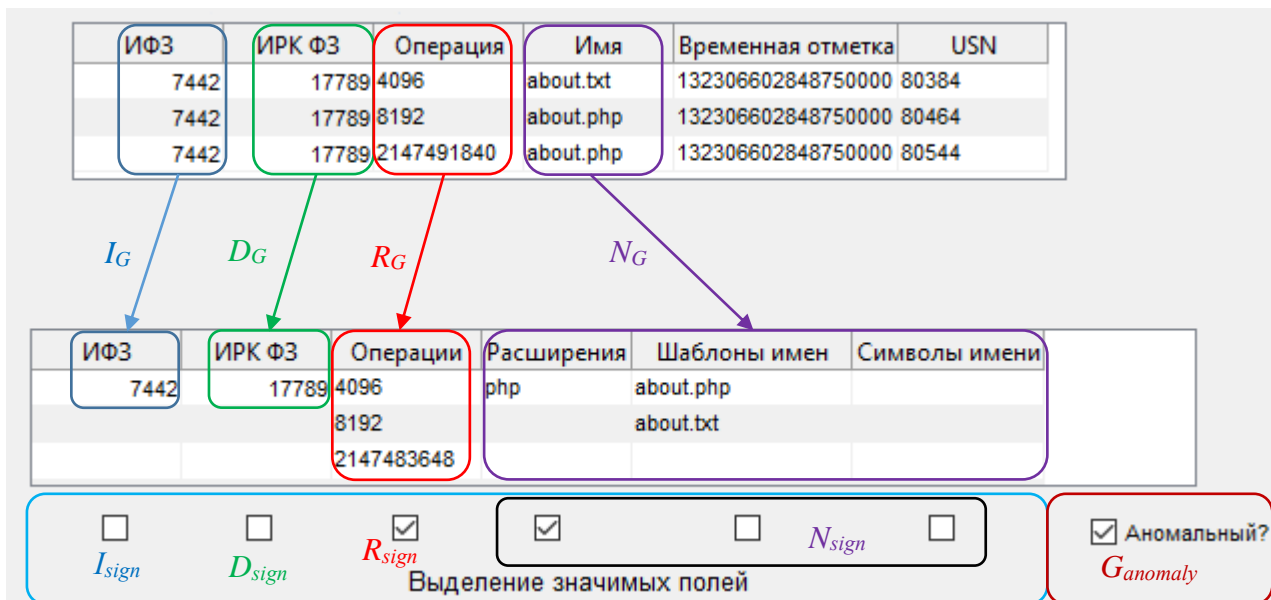 ИФЗ ИРК ФЗ Операция Имя Временная отметка USN
7442 17789 4096 about.txt 132306602848750000 80384
7442 17789 8192 about.php 132306602848750000 80464
7442 17789 2147491840 about.php 132306602848750000 80544
IG DG RG NG
ИФЗ ИРК ФЗ Операции Расширения Шаблоны имен Символы имени
7442 17789 4096 php about.php
8192 about.txt
2147483648
Аномальный?
Isign Dsign Rsign Nsign Ganomaly
Выделение значимых полей